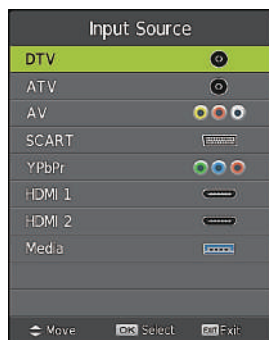 Input Source
DTV
ATV
AV
SCART
YPbPr
HDMI 1
HDMI 2
Media
Move OK Select EXIT Exit